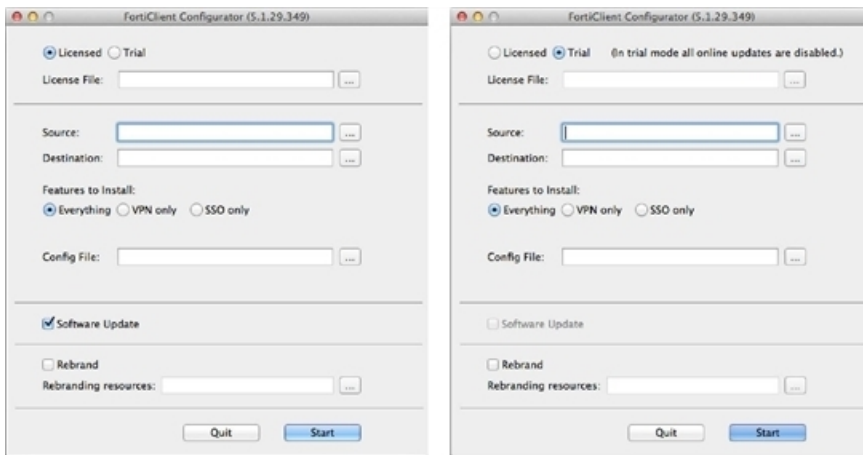 FortiClient Configurator (5.1.29.349)
Licensed Trial
License File: ...
Source: ...
Destination: ...
Features to Install:
Everything VPN only SSO only
Config File: ...
Software Update
Rebrand
Rebranding resources: ...
Quit Start
FortiClient Configurator (5.1.29.349)
Licensed Trial (In trial mode all online updates are disabled.)
License File: ...
Source: ...
Destination: ...
Features to Install:
Everything VPN only SSO only
Config File: ...
Software Update
Rebrand
Rebranding resources: ...
Quit Start